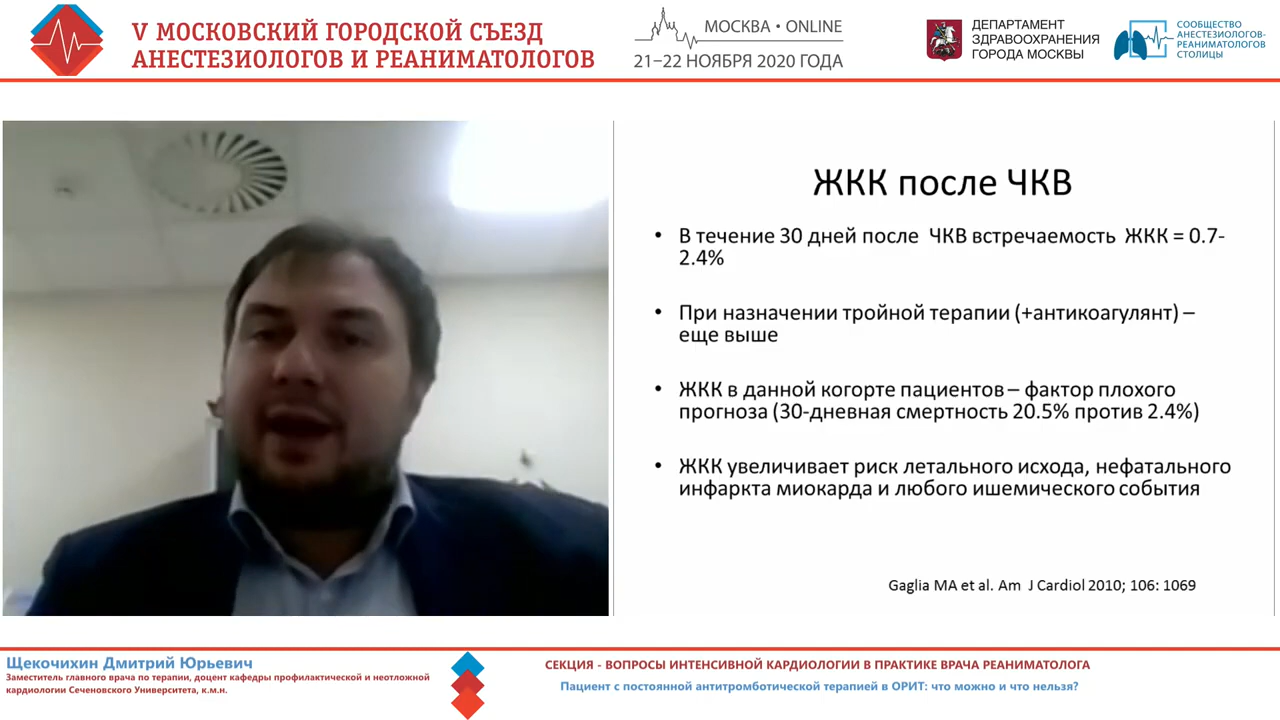 V МОСКОВСКИЙ ГОРОДСКОЙ СЪЕЗД
АНЕСТЕЗИОЛОГОВ И РЕАНИМАТОЛОГОВ
МОСКВА • ONLINE
21–22 НОЯБРЯ 2020 ГОДА
ДЕПАРТАМЕНТ
ЗДРАВООХРАНЕНИЯ
ГОРОДА МОСКВЫ
СООБЩЕСТВО
АНЕСТЕЗИОЛОГОВ-
РЕАНИМАТОЛОГОВ
СТОЛИЦЫ
ЖКК после ЧКВ
• В течение 30 дней после ЧКВ встречаемость ЖКК = 0.7-
2.4%
• При назначении тройной терапии (+антикоагулянт) –
еще выше
• ЖКК в данной когорте пациентов – фактор плохого
прогноза (30-дневная смертность 20.5% против 2.4%)
• ЖКК увеличивает риск летального исхода, нефатального
инфаркта миокарда и любого ишемического события
Gaglia MA et al. Am J Cardiol 2010; 106: 1069
Щекочихин Дмитрий Юрьевич
Заместитель главного врача по терапии, доцент кафедры профилактической и неотложной
кардиологии Сеченовского Университета, к.м.н.
СЕКЦИЯ - ВОПРОСЫ ИНТЕНСИВНОЙ КАРДИОЛОГИИ В ПРАКТИКЕ ВРАЧА РЕАНИМАТОЛОГА
Пациент с постоянной антитромботической терапией в ОРИТ: что можно и что нельзя?